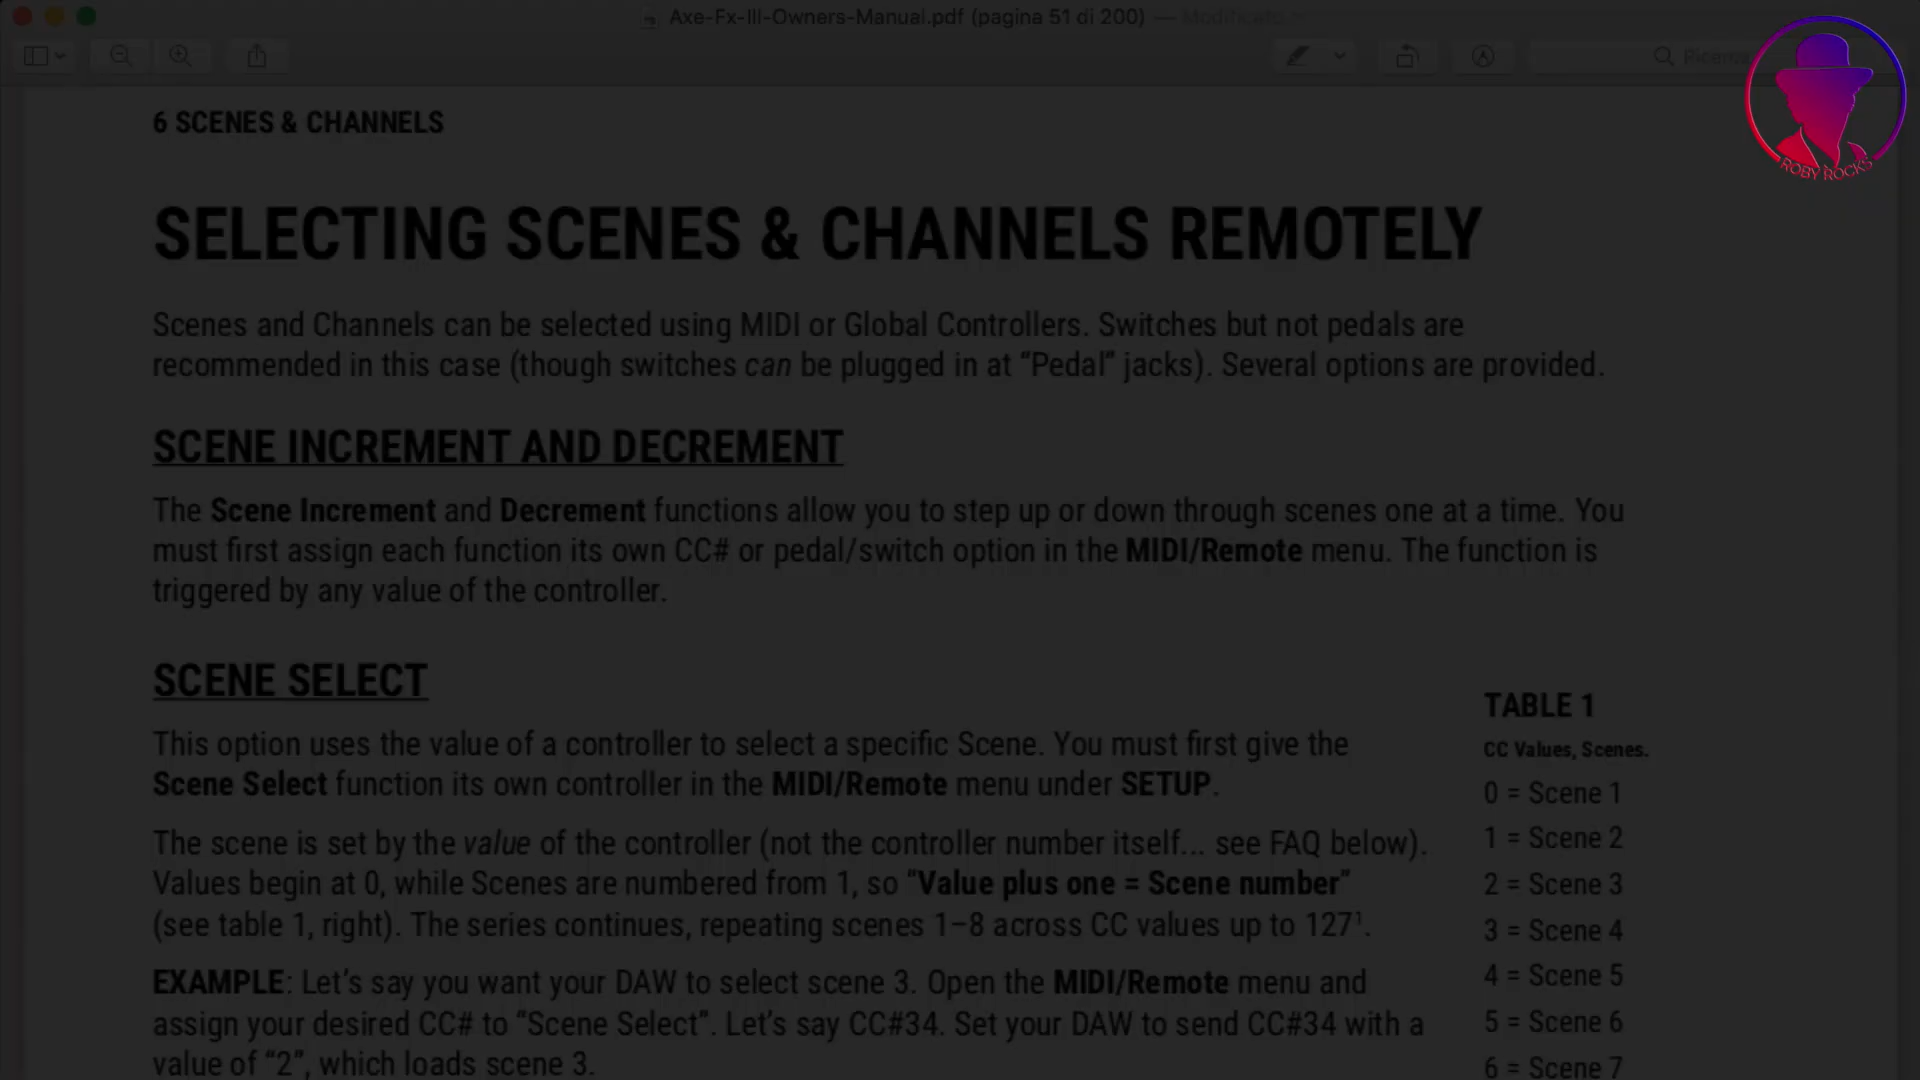 Axe-Fx-III-Owners-Manual.pdf (pagina 51 di 200) — Modificato
Ricerca
ROBY ROCKS
6 SCENES & CHANNELS
SELECTING SCENES & CHANNELS REMOTELY
Scenes and Channels can be selected using MIDI or Global Controllers. Switches but not pedals are
recommended in this case (though switches can be plugged in at “Pedal” jacks). Several options are provided.
SCENE INCREMENT AND DECREMENT
The Scene Increment and Decrement functions allow you to step up or down through scenes one at a time. You
must first assign each function its own CC# or pedal/switch option in the MIDI/Remote menu. The function is
triggered by any value of the controller.
SCENE SELECT
This option uses the value of a controller to select a specific Scene. You must first give the
Scene Select function its own controller in the MIDI/Remote menu under SETUP.
The scene is set by the value of the controller (not the controller number itself... see FAQ below).
Values begin at 0, while Scenes are numbered from 1, so “Value plus one = Scene number”
(see table 1, right). The series continues, repeating scenes 1–8 across CC values up to 127¹.
EXAMPLE: Let’s say you want your DAW to select scene 3. Open the MIDI/Remote menu and
assign your desired CC# to “Scene Select”. Let’s say CC#34. Set your DAW to send CC#34 with a
value of “2”, which loads scene 3.
TABLE 1
CC Values, Scenes.
0 = Scene 1
1 = Scene 2
2 = Scene 3
3 = Scene 4
4 = Scene 5
5 = Scene 6
6 = Scene 7